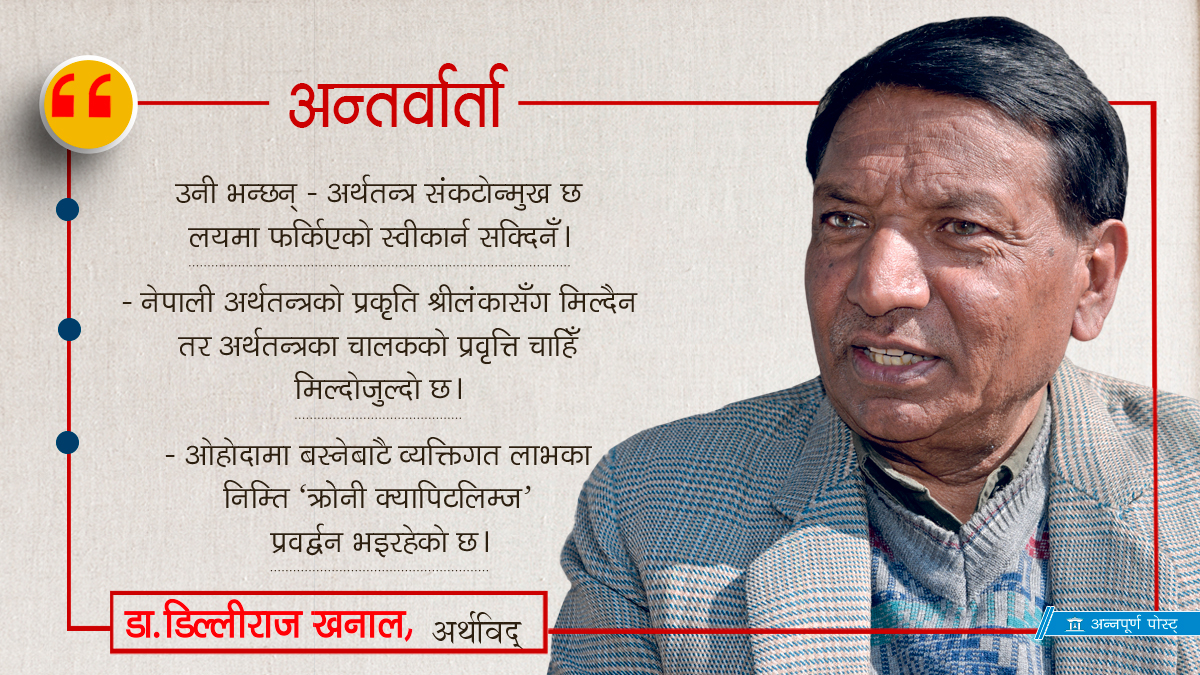 अन्तर्वार्ता
उनी भन्छन् - अर्थतन्त्र संकटोन्मुख छ
लयमा फर्किएको स्वीकार्न सक्दिनँ।
- नेपाली अर्थतन्त्रको प्रकृति श्रीलंकासँग मिल्दैन
तर अर्थतन्त्रका चालकको प्रवृत्ति चाहिँ
मिल्दोजुल्दो छ।
- ओहोदामा बस्नेबाटै व्यक्तिगत लाभका
निम्ति ‘क्रोनी क्यापिटलिम्ज’
प्रवर्द्वन भइरहेको छ।
डा. डिल्लीराज खनाल, अर्थविद्
अन्नपूर्ण पोस्ट्